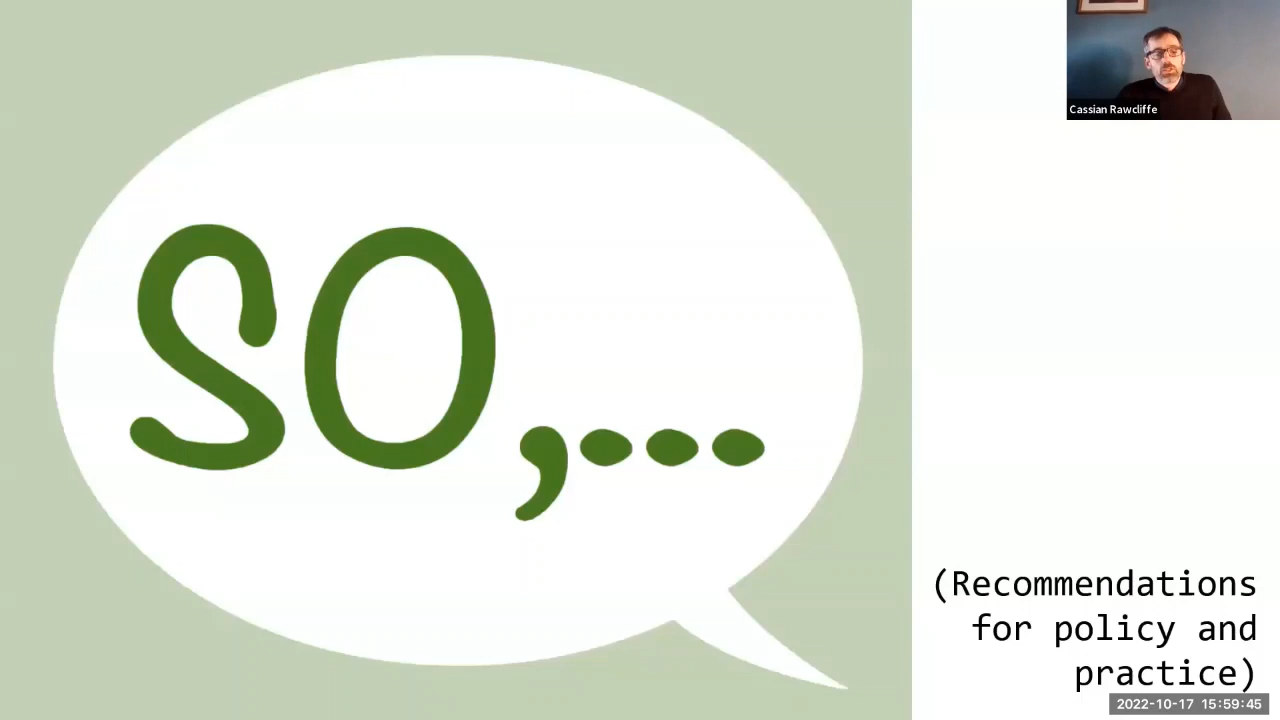 Cassian Rawcliffe
SO,...
(Recommendations
for policy and
practice)
2022-10-17 15:59:45